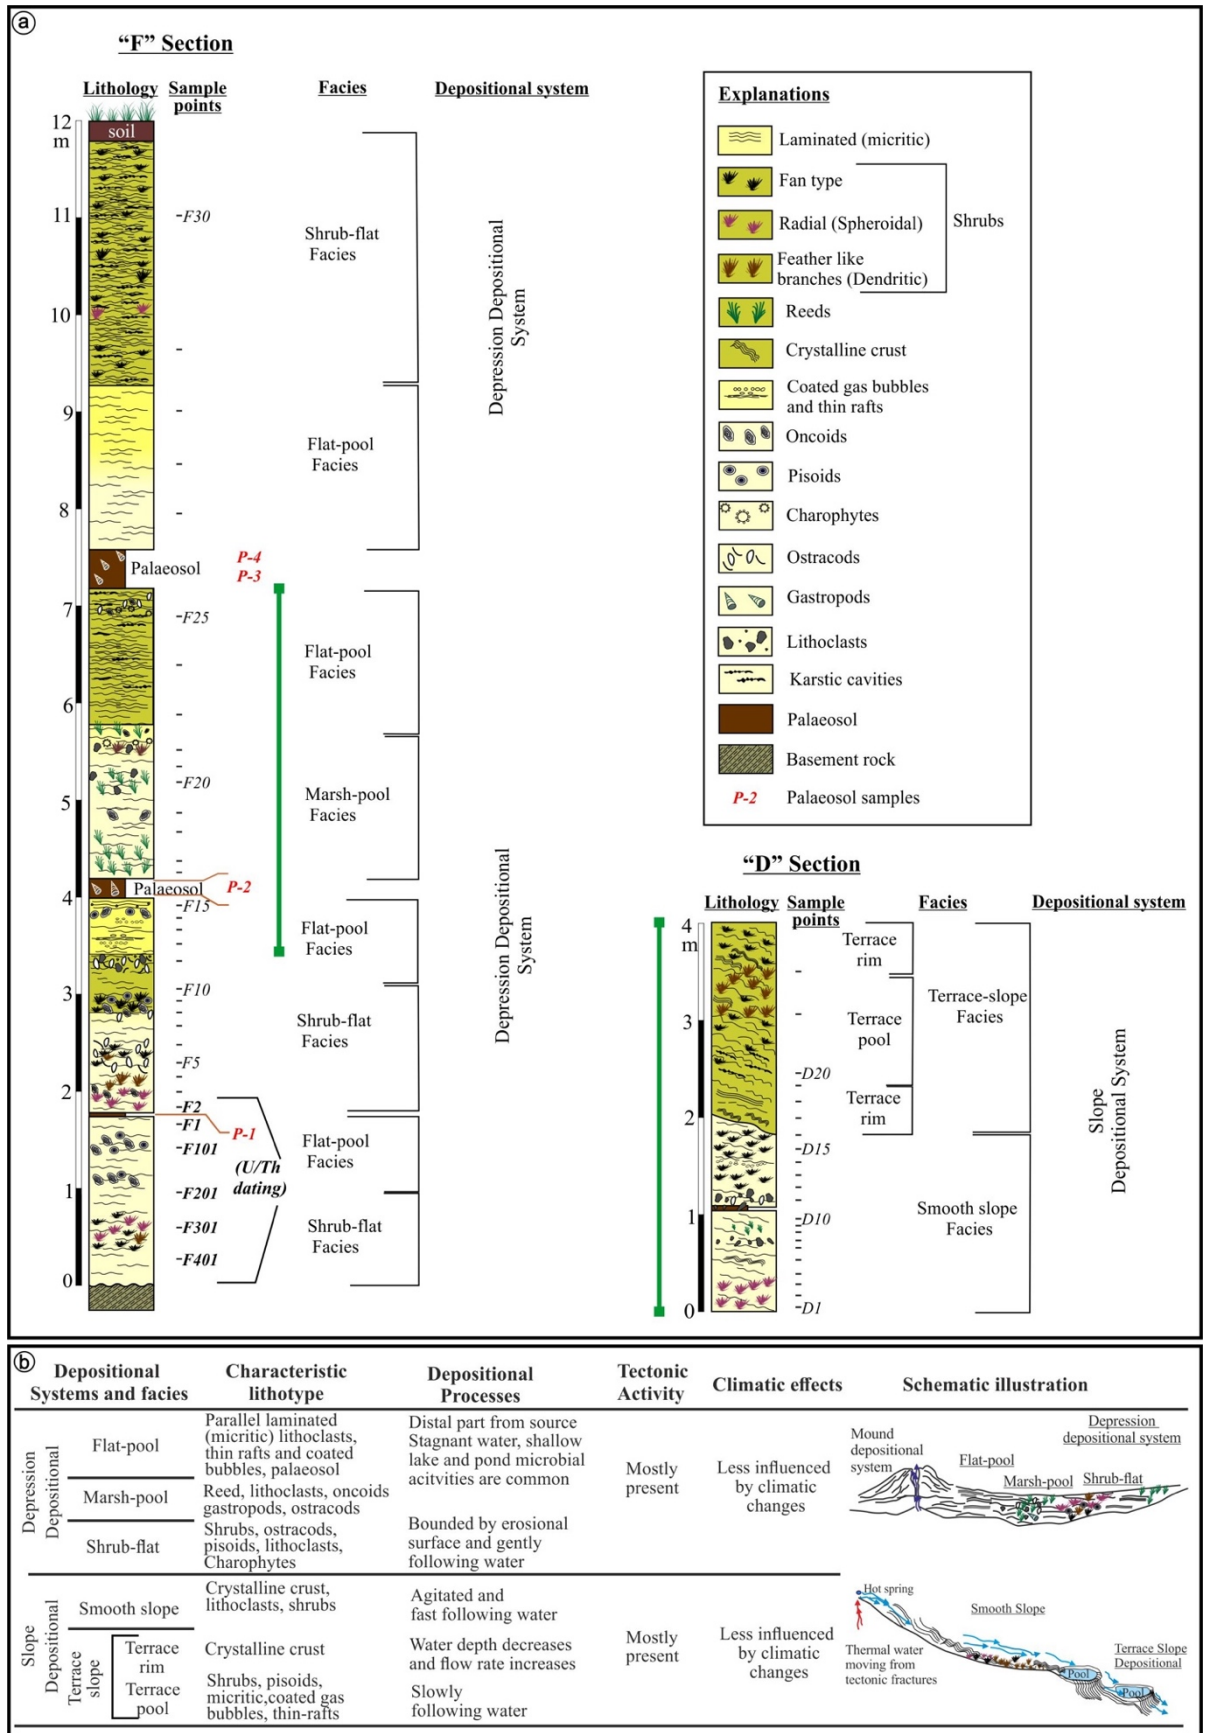 a
"F" Section
Lithology
Sample
points
Facies
Depositional system
12
m
soil
11
F30
Shrub-flat
Facies
Depression Depositional
System
10
9
Flat-pool
Facies
8
Palaeosol
P-4
P-3
7
F25
Flat-pool
Facies
6
F20
Marsh-pool
Facies
5
Palaeosol
P-2
4
F15
Flat-pool
Facies
Depression Depositional
System
3
F10
Shrub-flat
Facies
F5
2
F2
F1
P-1
F101
Flat-pool
Facies
(U/Th
dating)
1
F201
F301
Shrub-flat
Facies
F401
0
Explanations
Laminated (micritic)
Fan type
Radial (Spheroidal)
Shrubs
Feather like
branches (Dendritic)
Reeds
Crystalline crust
Coated gas bubbles
and thin rafts
Oncoids
Pisoids
Charophytes
Ostracods
Gastropods
Lithoclasts
Karstic cavities
Palaeosol
Basement rock
P-2 Palaeosol samples
"D" Section
Lithology
Sample
points
Facies
Depositional system
4
m
Terrace
rim
Terrace-slope
Facies
3
Terrace
pool
D20
Terrace
rim
2
D15
Slope
Depositional System
1
D10
Smooth slope
Facies
0
D1
b
Depositional
Systems and facies
Characteristic
lithotype
Depositional
Processes
Tectonic
Activity
Climatic effects
Schematic illustration
Depression
Depositional
Flat-pool
Parallel laminated
(micritic) lithoclasts,
thin rafts and coated
bubbles, palaeosol
Distal part from source
Stagnant water, shallow
lake and pond microbial
acitvities are common
Marsh-pool
Reed, lithoclasts, oncoids
gastropods, ostracods
Shrub-flat
Shrubs, ostracods,
pisoids, lithoclasts,
Charophytes
Bounded by erosional
surface and gently
following water
Mostly
present
Less influenced
by climatic
changes
Mound
depositional
system
Flat-pool
Marsh-pool
Shrub-flat
Depression
depositional system
Slope
Depositional
Smooth slope
Crystalline crust,
lithoclasts, shrubs
Agitated and
fast following water
Terrace
slope
Terrace
rim
Crystalline crust
Water depth decreases
and flow rate increases
Terrace
pool
Shrubs, pisoids,
micritic,coated gas
bubbles, thin-rafts
Slowly
following water
Mostly
present
Less influenced
by climatic
changes
Hot spring
Smooth Slope
Thermal water
moving from
tectonic fractures
Terrace Slope
Depositional
Pool
Pool